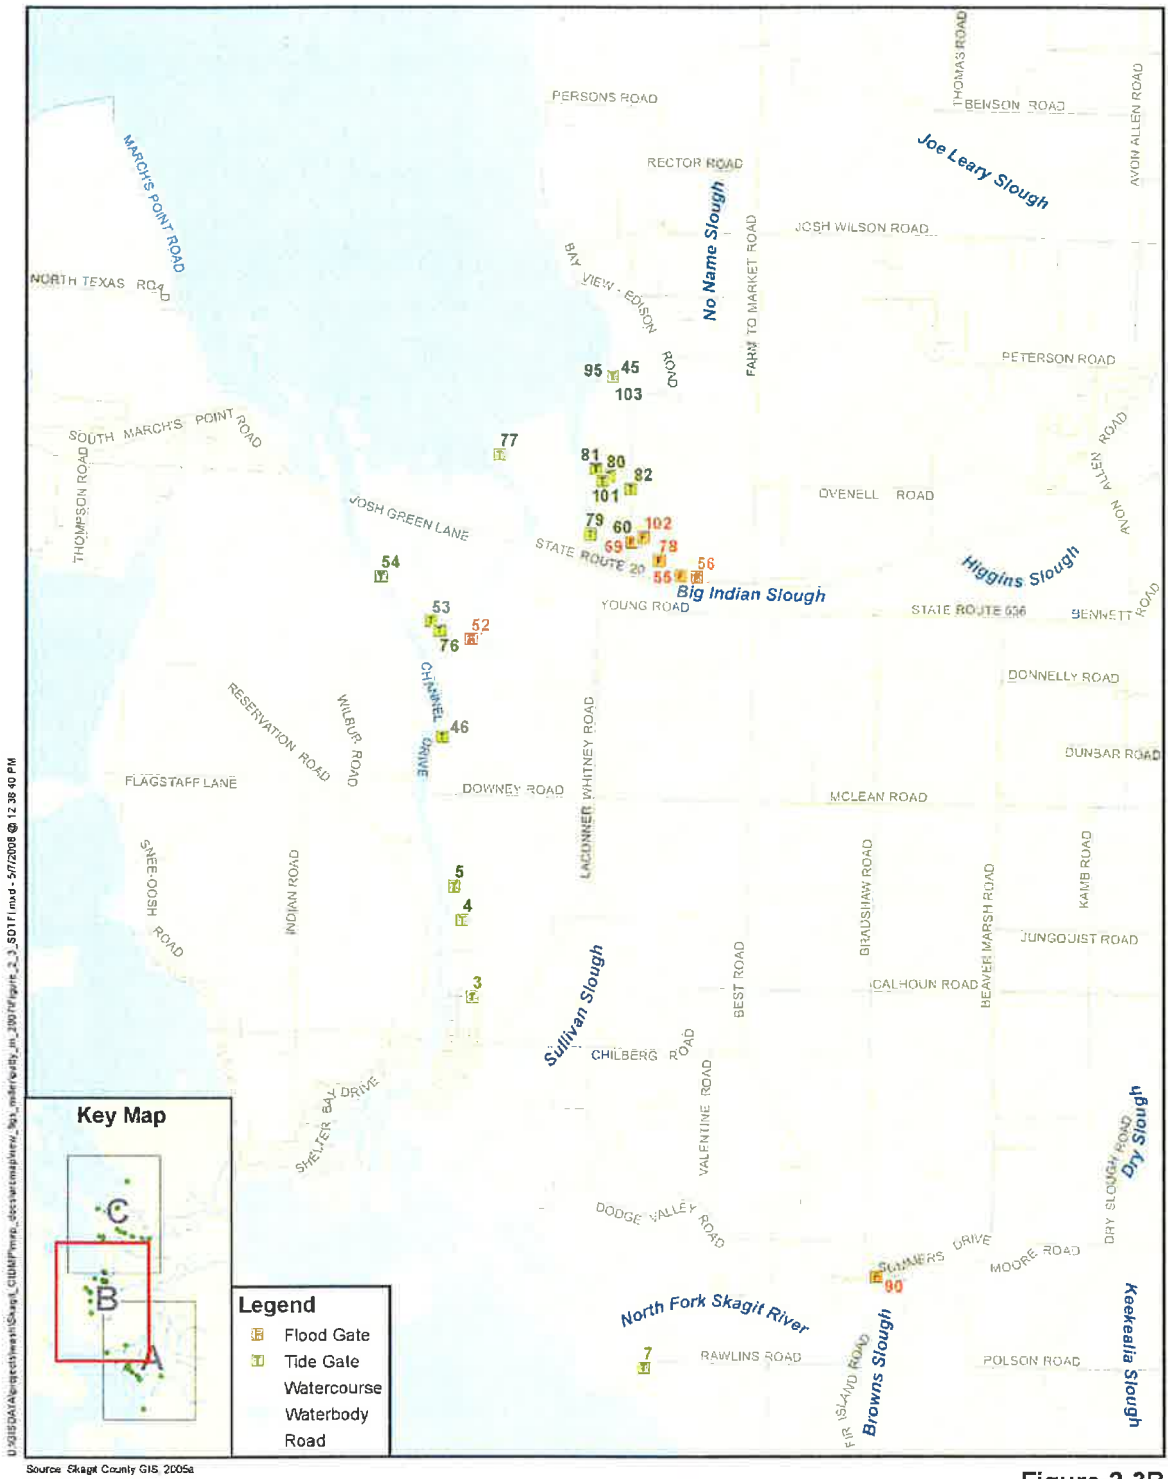 PERSONS ROAD
THOMAS ROAD
BENSON ROAD
AVON ALLEN ROAD
MARCH'S POINT ROAD
RECTOR ROAD
Joe Leary Slough
No Name Slough
FARM TO MARKET ROAD
JOSH WILSON ROAD
BAY VIEW - EDISON ROAD
NORTH TEXAS ROAD
PETERSON ROAD
95
45
103
SOUTH MARCH'S POINT ROAD
THOMPSON ROAD
77
81
80
82
101
AVON ALLEN ROAD
OVENELL ROAD
JOSH GREEN LANE
79
60
102
59
78
STATE ROUTE 20
55
56
54
Big Indian Slough
Higgins Slough
YOUNG ROAD
STATE ROUTE 536
BENNETT ROAD
53
52
76
CHANNEL DRIVE
DONNELLY ROAD
RESERVATION ROAD
WILBUR ROAD
46
LACONNER WHITNEY ROAD
DUNBAR ROAD
FLAGSTAFF LANE
DOWNEY ROAD
MCLEAN ROAD
SNEE-OOSH ROAD
INDIAN ROAD
5
4
BRADSHAW ROAD
BEAVER MARSH ROAD
KAMB ROAD
JUNGQUIST ROAD
Sullivan Slough
BEST ROAD
3
CALHOUN ROAD
CHILBERG ROAD
SHELTER BAY DRIVE
VALENTINE ROAD
Dry Slough
DRY SLOUGH ROAD
DODGE VALLEY ROAD
SUMMERS DRIVE
MOORE ROAD
90
North Fork Skagit River
7
RAWLINS ROAD
FIR ISLAND ROAD
Browns Slough
POLSON ROAD
Keekealia Slough
Key Map
C
B
A
Legend
Flood Gate
Tide Gate
Watercourse
Waterbody
Road
Source Skagit County GIS, 2005a